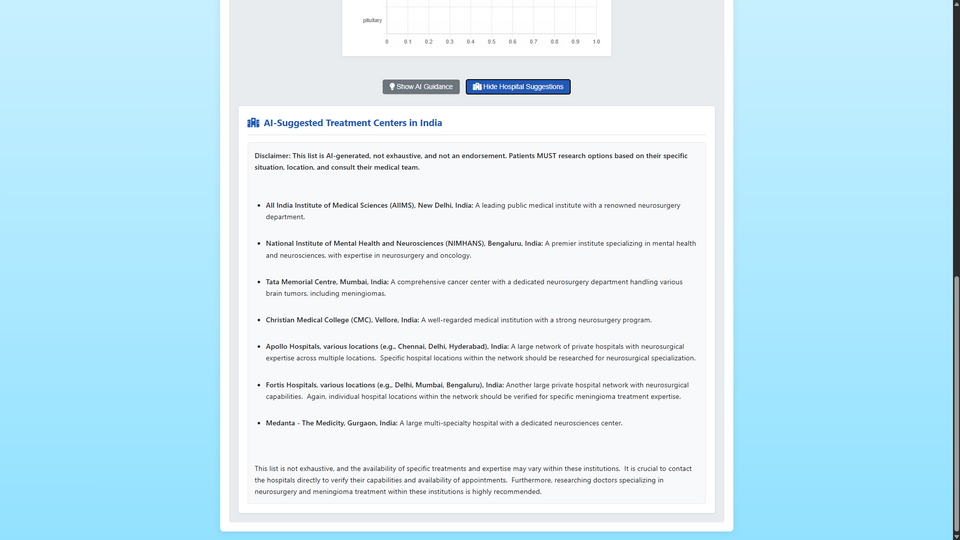 pituitary
0 0.1 0.2 0.3 0.4 0.5 0.6 0.7 0.8 0.9 1.0
Show AI Guidance Hide Hospital Suggestions
AI-Suggested Treatment Centers in India
Disclaimer: This list is AI-generated, not exhaustive, and not an endorsement. Patients MUST research options based on their specific
situation, location, and consult their medical team.
• All India Institute of Medical Sciences (AIIMS), New Delhi, India: A leading public medical institute with a renowned neurosurgery
department.
• National Institute of Mental Health and Neurosciences (NIMHANS), Bengaluru, India: A premier institute specializing in mental health
and neurosciences, with expertise in neurosurgery and oncology.
• Tata Memorial Centre, Mumbai, India: A comprehensive cancer center with a dedicated neurosurgery department handling various
brain tumors, including meningiomas.
• Christian Medical College (CMC), Vellore, India: A well-regarded medical institution with a strong neurosurgery program.
• Apollo Hospitals, various locations (e.g., Chennai, Delhi, Hyderabad), India: A large network of private hospitals with neurosurgical
expertise across multiple locations. Specific hospital locations within the network should be researched for neurosurgical specialization.
• Fortis Hospitals, various locations (e.g., Delhi, Mumbai, Bengaluru), India: Another large private hospital network with neurosurgical
capabilities. Again, individual hospital locations within the network should be verified for specific meningioma treatment expertise.
• Medanta - The Medicity, Gurgaon, India: A large multi-specialty hospital with a dedicated neurosciences center.
This list is not exhaustive, and the availability of specific treatments and expertise may vary within these institutions. It is crucial to contact
the hospitals directly to verify their capabilities and availability of appointments. Furthermore, researching doctors specializing in
neurosurgery and meningioma treatment within these institutions is highly recommended.